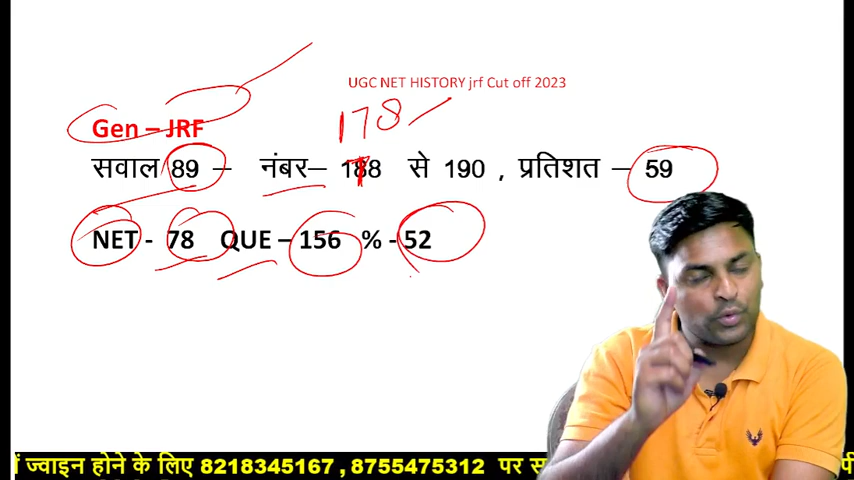 UGC NET HISTORY jrf Cut off 2023
178
Gen – JRF
सवाल 89 – नंबर– 188 से 190 , प्रतिशत – 59
NET - 78 QUE – 156 % - 52
ज्वाइन होने के लिए 8218345167 , 8755475312 पर